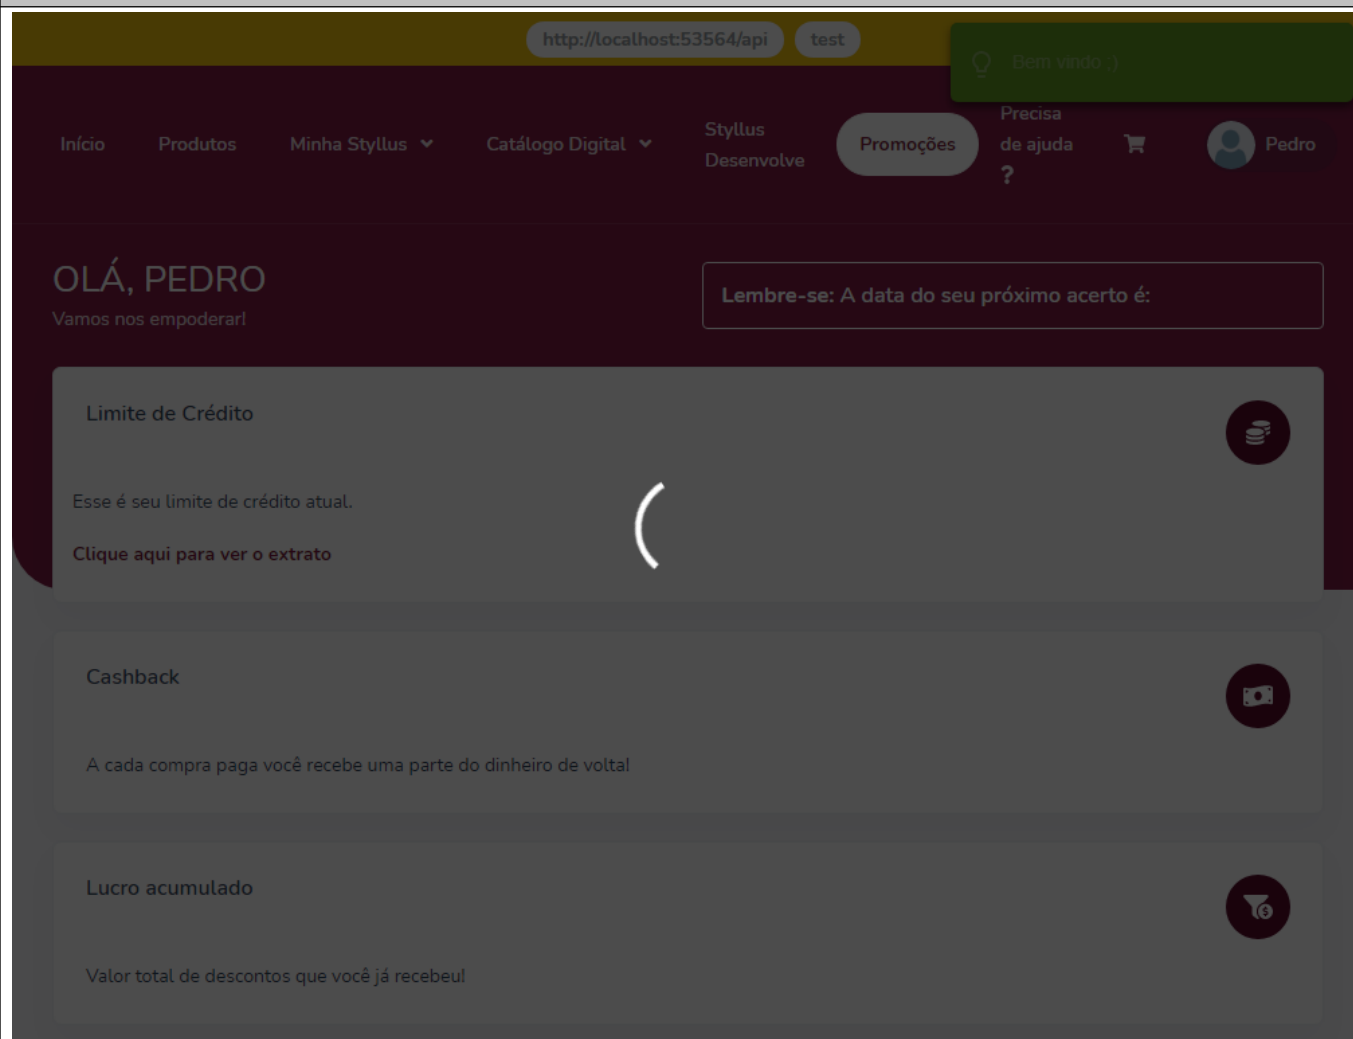 http://localhost:53564/api test
Bem vindo ;)
Início Produtos Minha Styllus Catálogo Digital Styllus Desenvolve Promoções Precisa de ajuda ? Pedro
OLÁ, PEDRO
Vamos nos empoderar!
Lembre-se: A data do seu próximo acerto é:
Limite de Crédito
Esse é seu limite de crédito atual.
Clique aqui para ver o extrato
Cashback
A cada compra paga você recebe uma parte do dinheiro de volta!
Lucro acumulado
Valor total de descontos que você já recebeu!